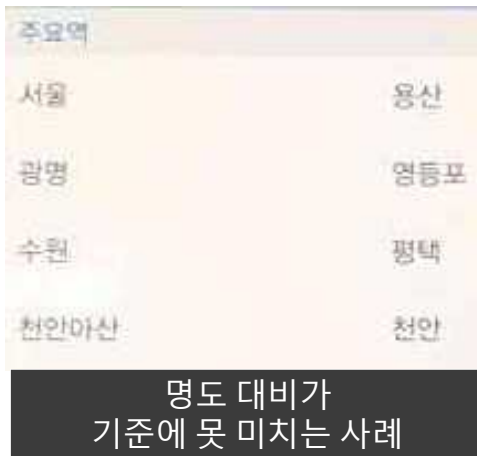 주요역
서울 용산
광명 영등포
수원 평택
천안아산 천안
명도 대비가
기준에 못 미치는 사례